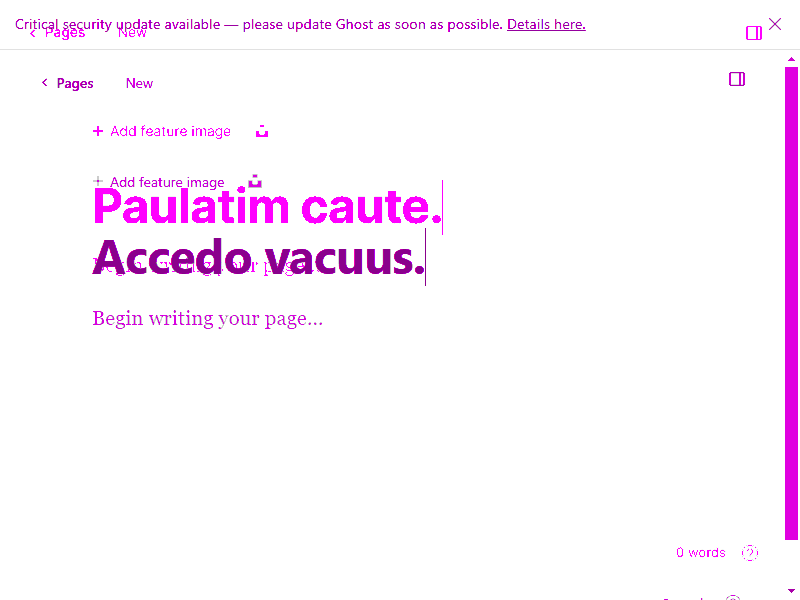 Critical security update available — please update Ghost as soon as possible. Details here.
Pages New
Pages New
Add feature image
Add feature image
Paulatim caute.
Accedo vacuus.
Begin writing your page...
Begin writing your page...
0 words